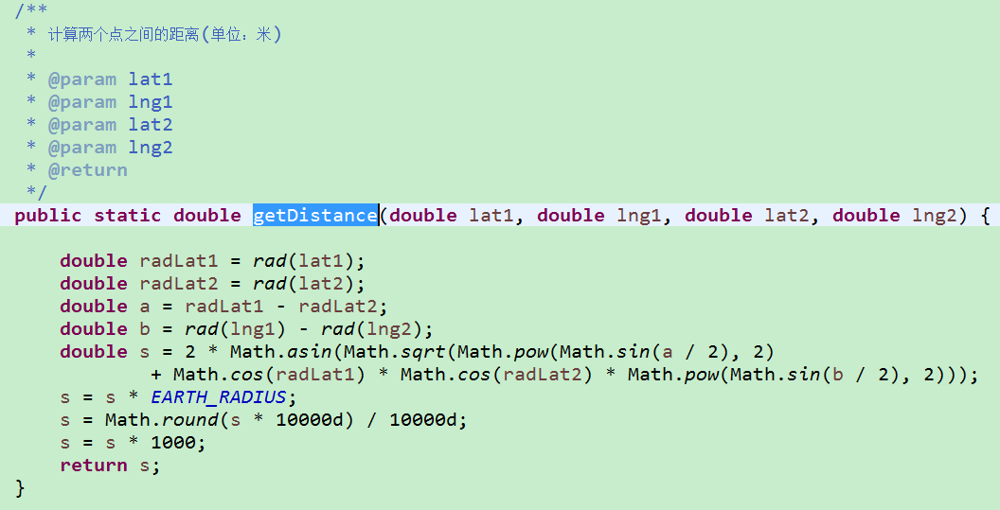 /**
 * 计算两个点之间的距离(单位：米)
 *
 * @param lat1
 * @param lng1
 * @param lat2
 * @param lng2
 * @return
 */
public static double getDistance(double lat1, double lng1, double lat2, double lng2) {
    double radLat1 = rad(lat1);
    double radLat2 = rad(lat2);
    double a = radLat1 - radLat2;
    double b = rad(lng1) - rad(lng2);
    double s = 2 * Math.asin(Math.sqrt(Math.pow(Math.sin(a / 2), 2)
            + Math.cos(radLat1) * Math.cos(radLat2) * Math.pow(Math.sin(b / 2), 2)));
    s = s * EARTH_RADIUS;
    s = Math.round(s * 10000d) / 10000d;
    s = s * 1000;
    return s;
}